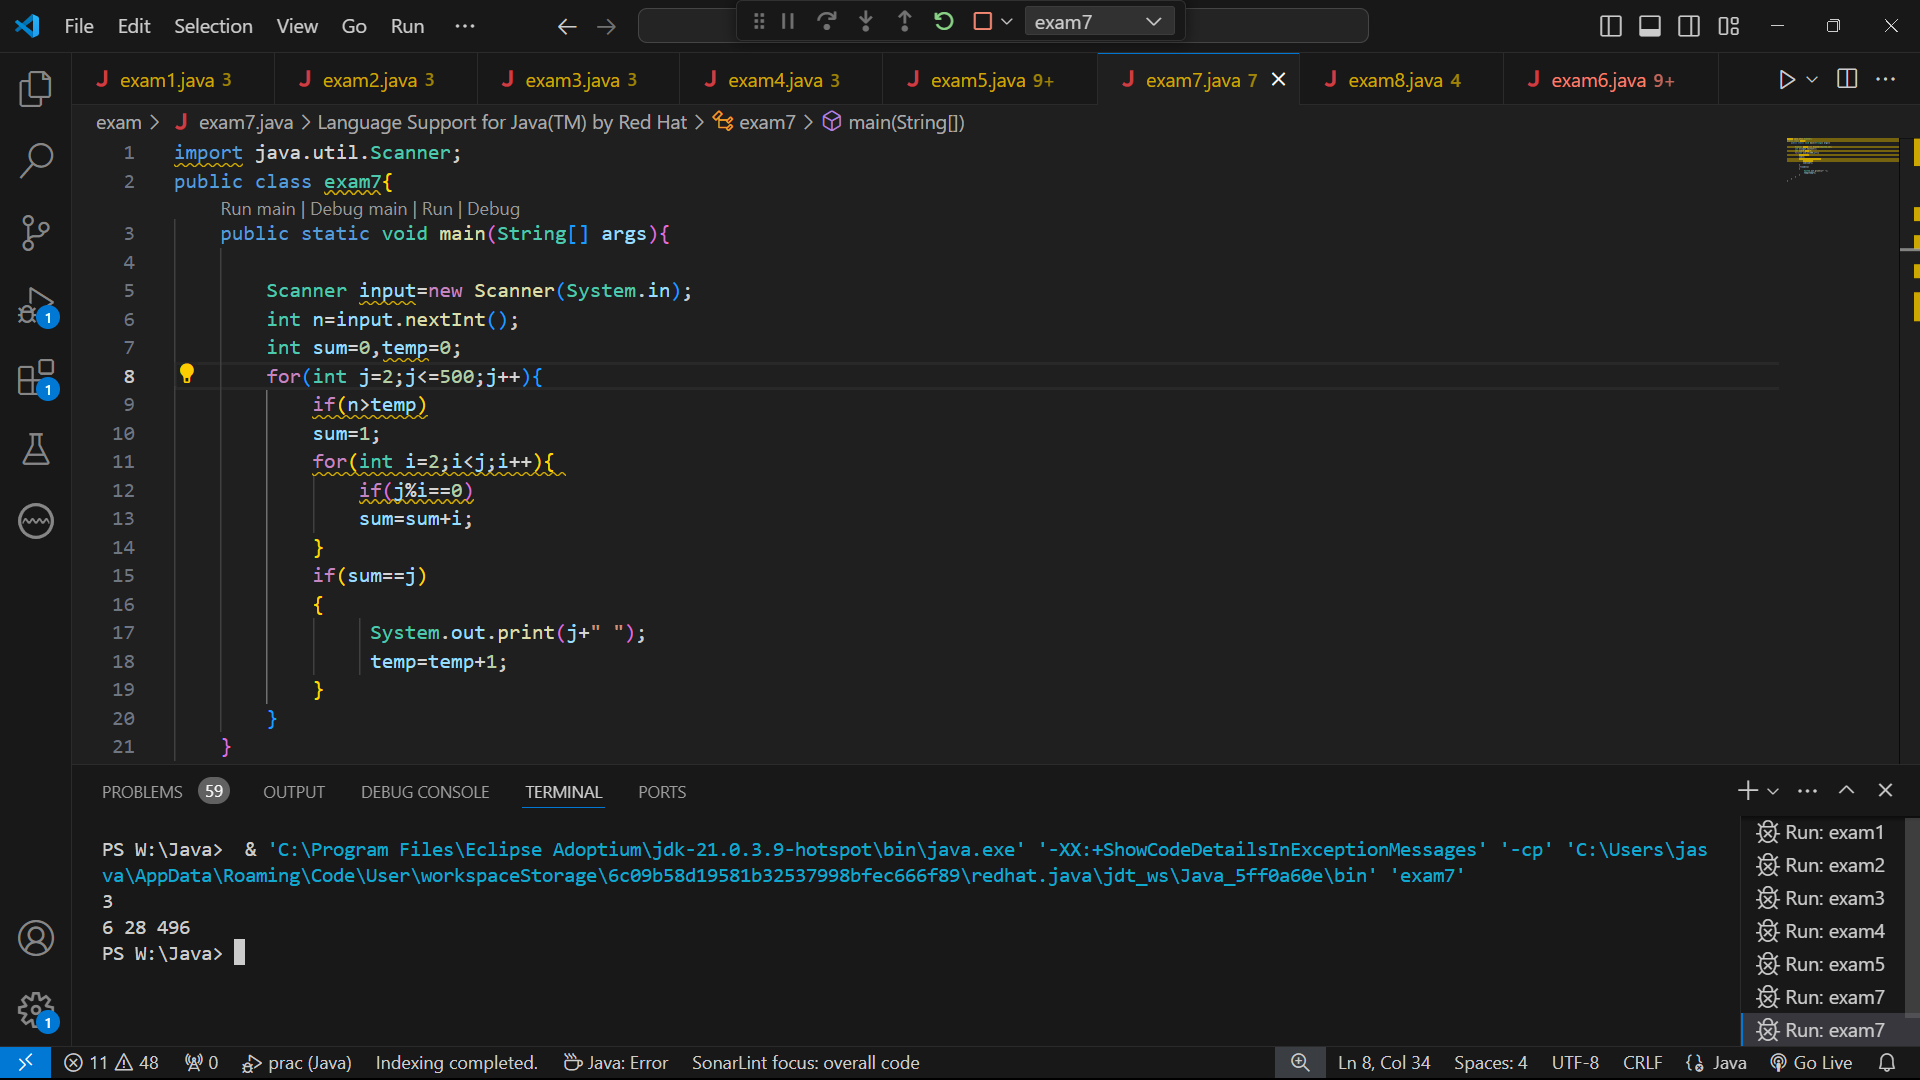 File Edit Selection View Go Run ··· exam7
exam1.java 3 exam2.java 3 exam3.java 3 exam4.java 3 exam5.java 9+ exam7.java 7 exam8.java 4 exam6.java 9+
exam > exam7.java > Language Support for Java(TM) by Red Hat > exam7 > main(String[])
1 import java.util.Scanner;
2 public class exam7{
Run main | Debug main | Run | Debug
3 public static void main(String[] args){
4
5 Scanner input=new Scanner(System.in);
6 int n=input.nextInt();
7 int sum=0,temp=0;
8 for(int j=2;j<=500;j++){
9 if(n>temp)
10 sum=1;
11 for(int i=2;i<j;i++){
12 if(j%i==0)
13 sum=sum+i;
14 }
15 if(sum==j)
16 {
17 System.out.print(j+" ");
18 temp=temp+1;
19 }
20 }
21 }
PROBLEMS 59 OUTPUT DEBUG CONSOLE TERMINAL PORTS
PS W:\Java> & 'C:\Program Files\Eclipse Adoptium\jdk-21.0.3.9-hotspot\bin\java.exe' '-XX:+ShowCodeDetailsInExceptionMessages' '-cp' 'C:\Users\jas
va\AppData\Roaming\Code\User\workspaceStorage\6c09b58d19581b32537998bfec666f89\redhat.java\jdt_ws\Java_5ff0a60e\bin' 'exam7'
3
6 28 496
PS W:\Java>
Run: exam1
Run: exam2
Run: exam3
Run: exam4
Run: exam5
Run: exam7
Run: exam7
1
1
1
11 48 0 prac (Java) Indexing completed. Java: Error SonarLint focus: overall code Ln 8, Col 34 Spaces: 4 UTF-8 CRLF Java Go Live